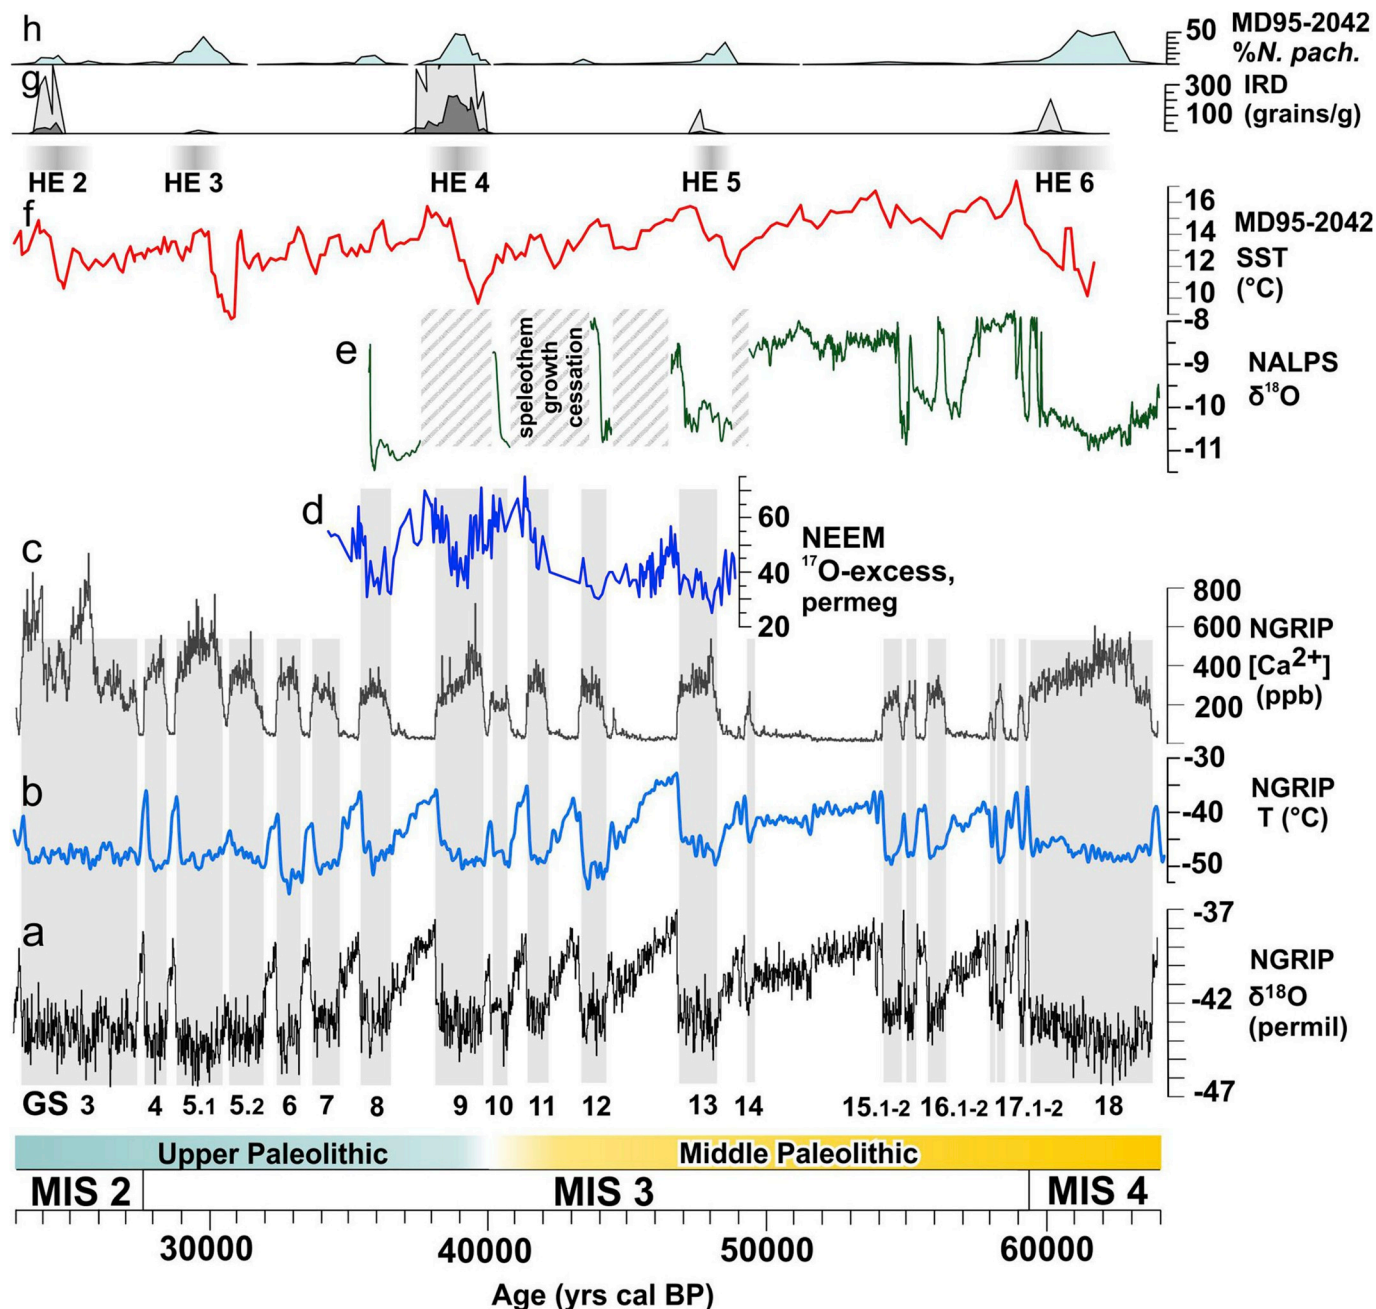 h
50
MD95-2042
%N. pach.
g
300
100
IRD
(grains/g)
HE 2
HE 3
HE 4
HE 5
HE 6
f
16
14
12
10
MD95-2042
SST
(°C)
e
speleothem
growth
cessation
-8
-9
-10
-11
NALPS
δ¹⁸O
d
60
40
20
NEEM
¹⁷O-excess,
permeg
c
800
600
400
200
NGRIP
[Ca²⁺]
(ppb)
b
-30
-40
-50
NGRIP
T (°C)
a
-37
-42
-47
NGRIP
δ¹⁸O
(permil)
GS 3 4 5.1 5.2 6 7 8 9 10 11 12 13 14 15.1-2 16.1-2 17.1-2 18
Upper Paleolithic Middle Paleolithic
MIS 2 MIS 3 MIS 4
30000 40000 50000 60000
Age (yrs cal BP)